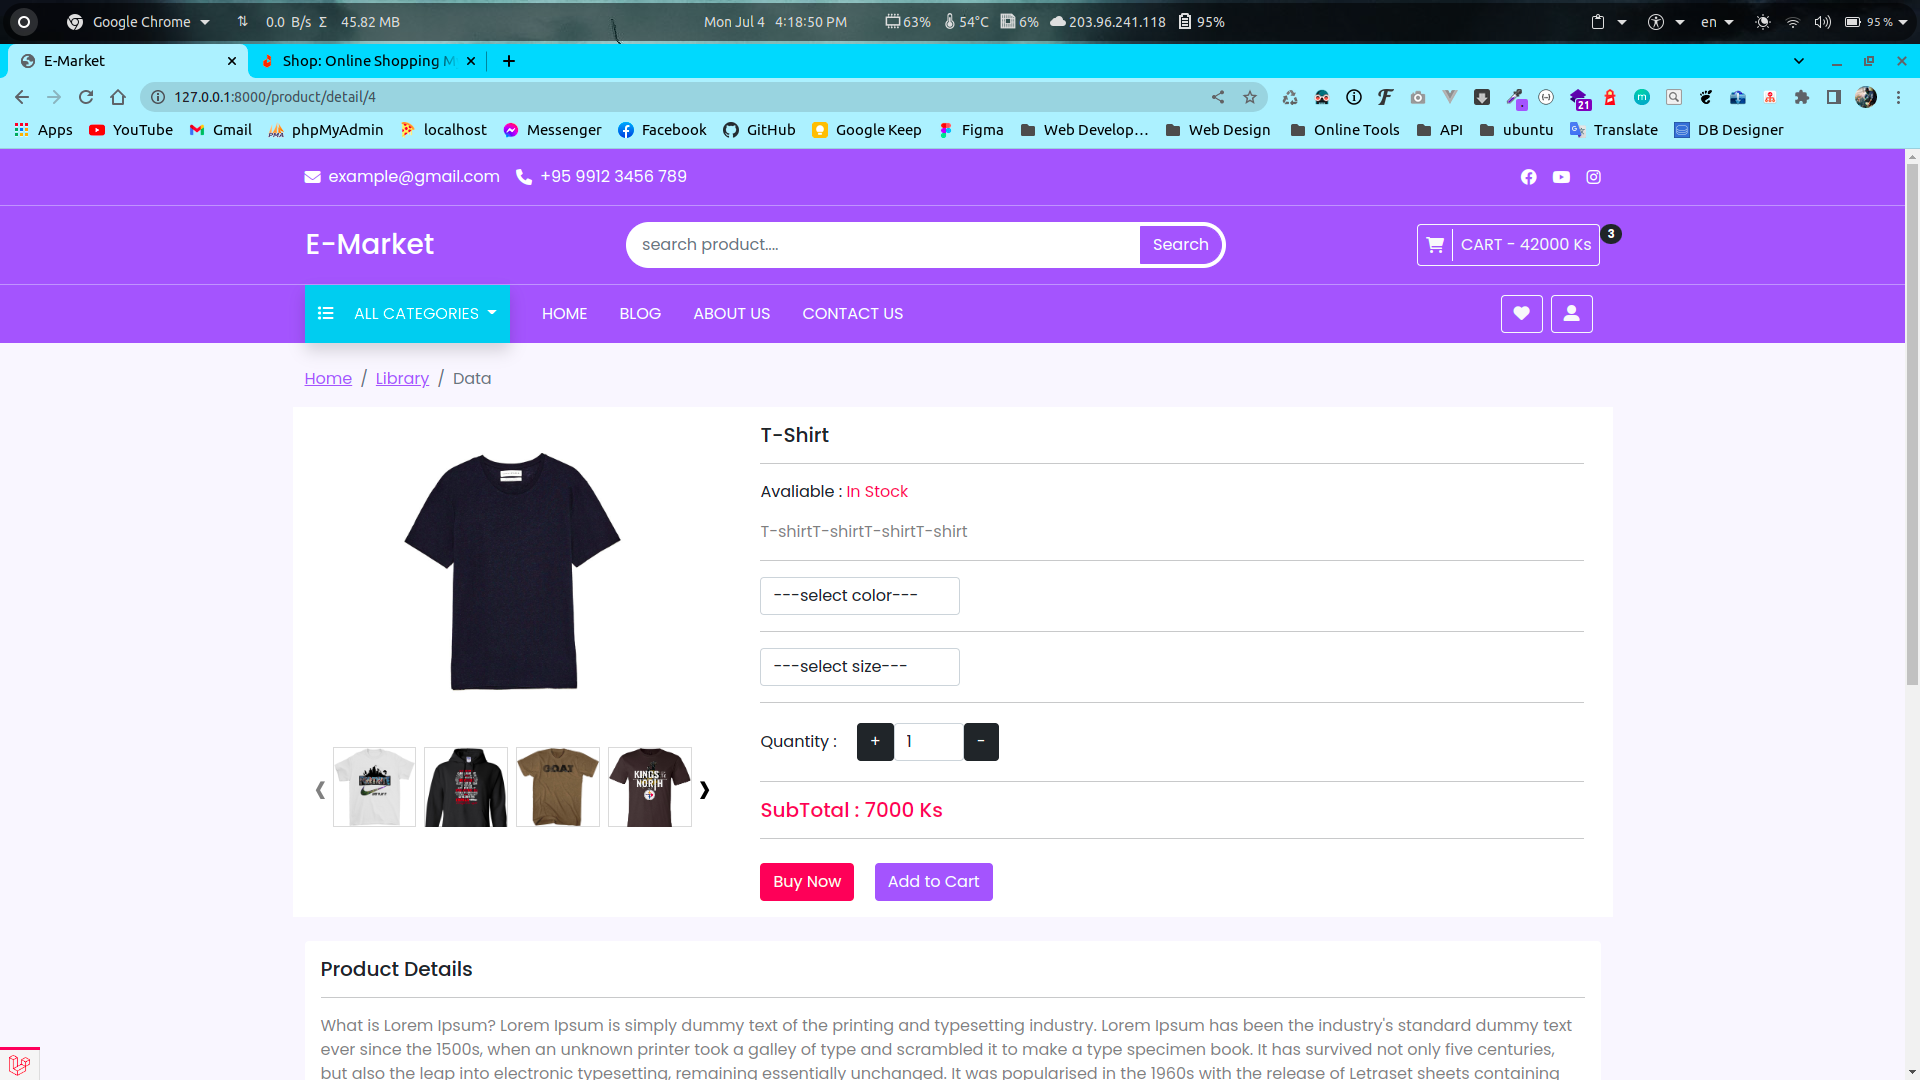 Google Chrome ⇅ 0.0 B/s Σ 45.82 MB Mon Jul 4 4:18:50 PM 63% 54°C 6% 203.96.241.118 95% en 95%
E-Market Shop: Online Shopping M
127.0.0.1:8000/product/detail/4 21
Apps YouTube Gmail phpMyAdmin localhost Messenger Facebook GitHub Google Keep Figma Web Develop… Web Design Online Tools API ubuntu Translate DB Designer
example@gmail.com +95 9912 3456 789
E-Market search product.... Search CART - 42000 Ks 3
ALL CATEGORIES HOME BLOG ABOUT US CONTACT US
Home / Library / Data
T-Shirt
Avaliable : In Stock
T-shirtT-shirtT-shirtT-shirt
---select color---
---select size---
Quantity : + 1 -
GOAT
KINGS
NORTH
SubTotal : 7000 Ks
Buy Now Add to Cart
Product Details
What is Lorem Ipsum? Lorem Ipsum is simply dummy text of the printing and typesetting industry. Lorem Ipsum has been the industry's standard dummy text
ever since the 1500s, when an unknown printer took a galley of type and scrambled it to make a type specimen book. It has survived not only five centuries,
but also the leap into electronic typesetting, remaining essentially unchanged. It was popularised in the 1960s with the release of Letraset sheets containing